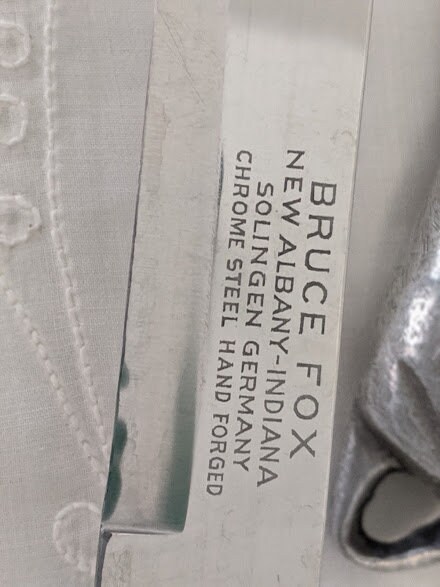 BRUCE FOX
NEW ALBANY-INDIANA
SOLINGEN GERMANY
CHROME STEEL HAND FORGED